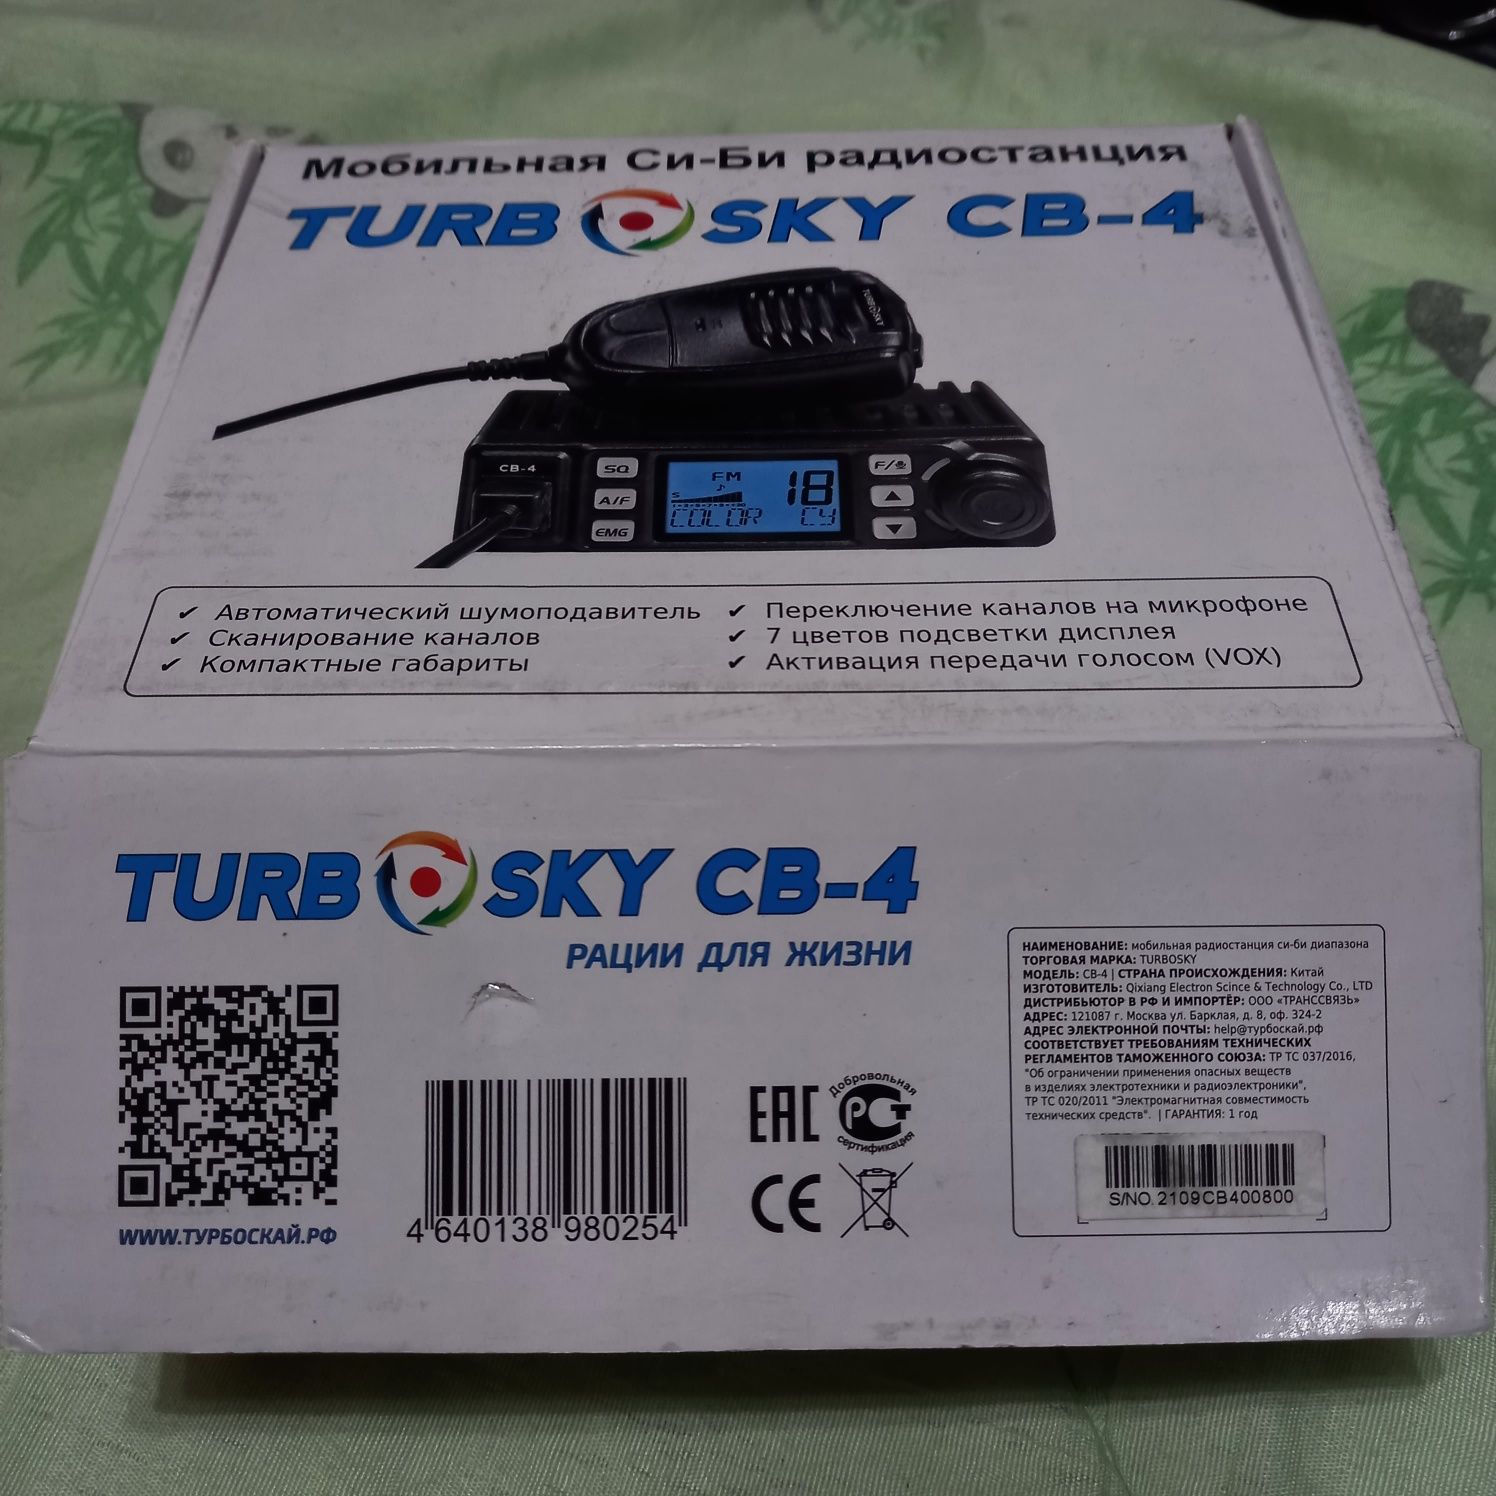 Мобильная Си-Би радиостанция
TURBOSKY CB-4
TURBOSKY
CB-4
SQ
A/F
EMG
FM
S
18
COLOR CY
F/
✔ Автоматический шумоподавитель
✔ Сканирование каналов
✔ Компактные габариты
✔ Переключение каналов на микрофоне
✔ 7 цветов подсветки дисплея
✔ Активация передачи голосом (VOX)
TURBOSKY CB-4
РАЦИИ ДЛЯ ЖИЗНИ
WWW.ТУРБОСКАЙ.РФ
4 640138 980254
EAC
Добровольная
РСТ
сертификация
CE
НАИМЕНОВАНИЕ: мобильная радиостанция си-би диапазона
ТОРГОВАЯ МАРКА: TURBOSKY
МОДЕЛЬ: CB-4 | СТРАНА ПРОИСХОЖДЕНИЯ: Китай
ИЗГОТОВИТЕЛЬ: Qixiang Electron Scince & Technology Co., LTD
ДИСТРИБЬЮТОР В РФ И ИМПОРТЁР: ООО «ТРАНССВЯЗЬ»
АДРЕС: 121087 г. Москва ул. Барклая, д. 8, оф. 324-2
АДРЕС ЭЛЕКТРОННОЙ ПОЧТЫ: help@турбоскай.рф
СООТВЕТСТВУЕТ ТРЕБОВАНИЯМ ТЕХНИЧЕСКИХ
РЕГЛАМЕНТОВ ТАМОЖЕННОГО СОЮЗА: ТР ТС 037/2016,
"Об ограничении применения опасных веществ
в изделиях электротехники и радиоэлектроники",
ТР ТС 020/2011 "Электромагнитная совместимость
технических средств". | ГАРАНТИЯ: 1 год
S/NO.2109CB400800